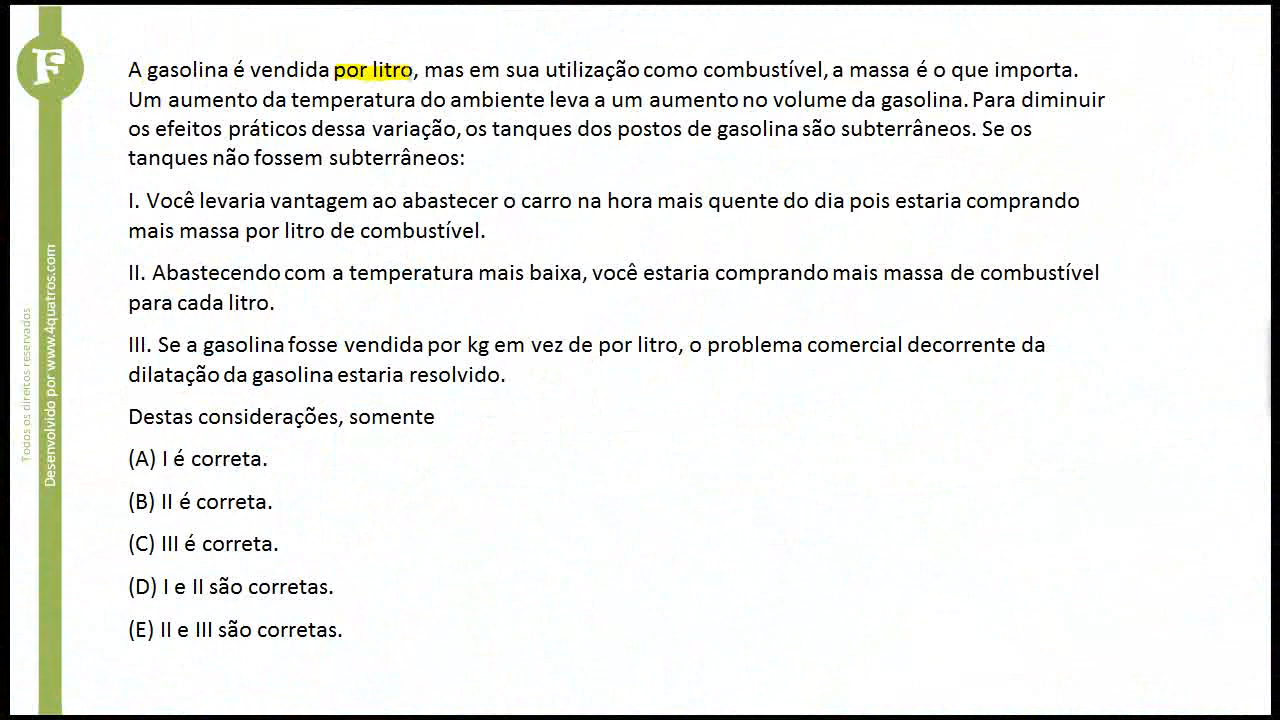 F
A gasolina é vendida por litro, mas em sua utilização como combustível, a massa é o que importa.
Um aumento da temperatura do ambiente leva a um aumento no volume da gasolina. Para diminuir
os efeitos práticos dessa variação, os tanques dos postos de gasolina são subterrâneos. Se os
tanques não fossem subterrâneos:
I. Você levaria vantagem ao abastecer o carro na hora mais quente do dia pois estaria comprando
mais massa por litro de combustível.
II. Abastecendo com a temperatura mais baixa, você estaria comprando mais massa de combustível
para cada litro.
III. Se a gasolina fosse vendida por kg em vez de por litro, o problema comercial decorrente da
dilatação da gasolina estaria resolvido.
Destas considerações, somente
(A) I é correta.
(B) II é correta.
(C) III é correta.
(D) I e II são corretas.
(E) II e III são corretas.
Todos os direitos reservados
Desenvolvido por www.4quatros.com